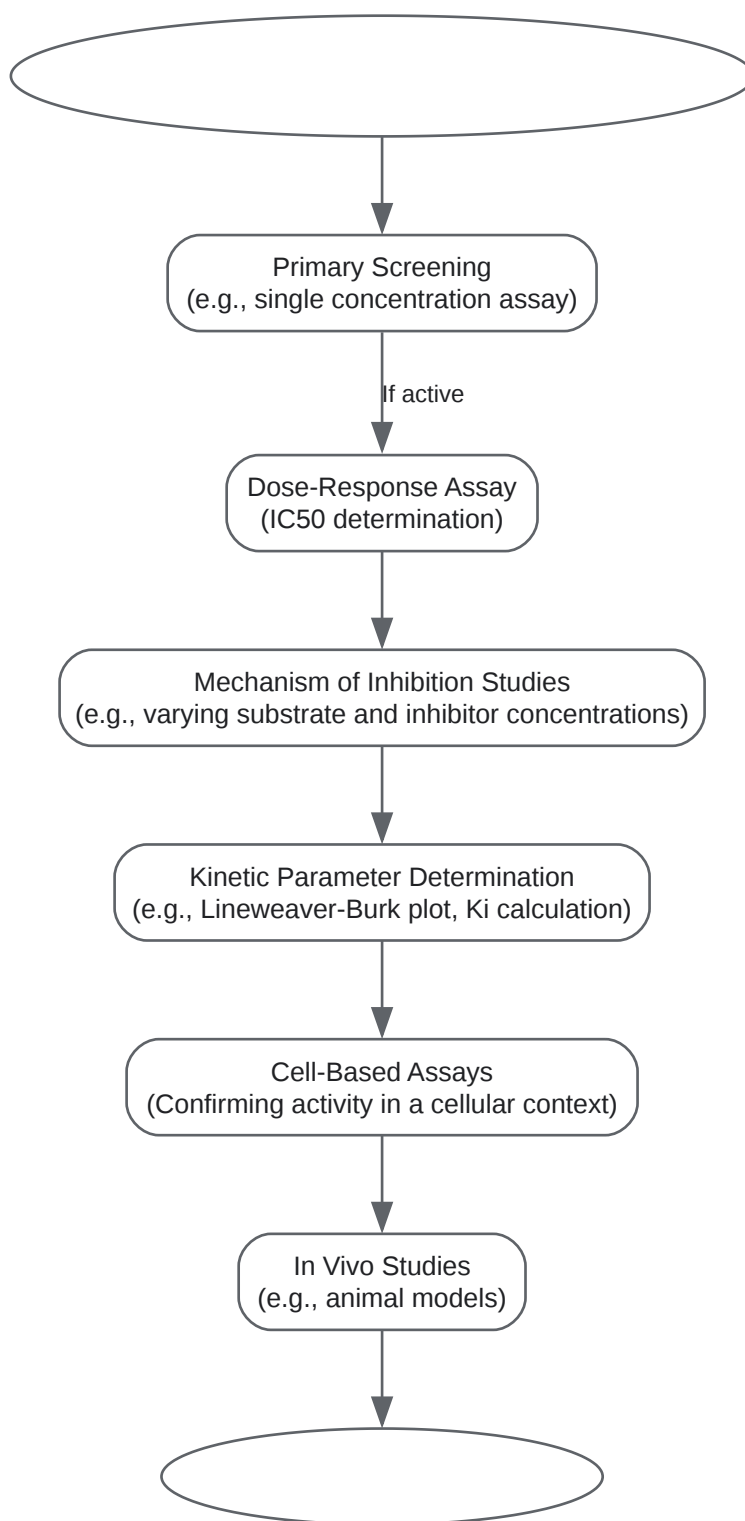 Primary Screening
(e.g., single concentration assay)
If active
Dose-Response Assay
(IC50 determination)
Mechanism of Inhibition Studies
(e.g., varying substrate and inhibitor concentrations)
Kinetic Parameter Determination
(e.g., Lineweaver-Burk plot, Ki calculation)
Cell-Based Assays
(Confirming activity in a cellular context)
In Vivo Studies
(e.g., animal models)